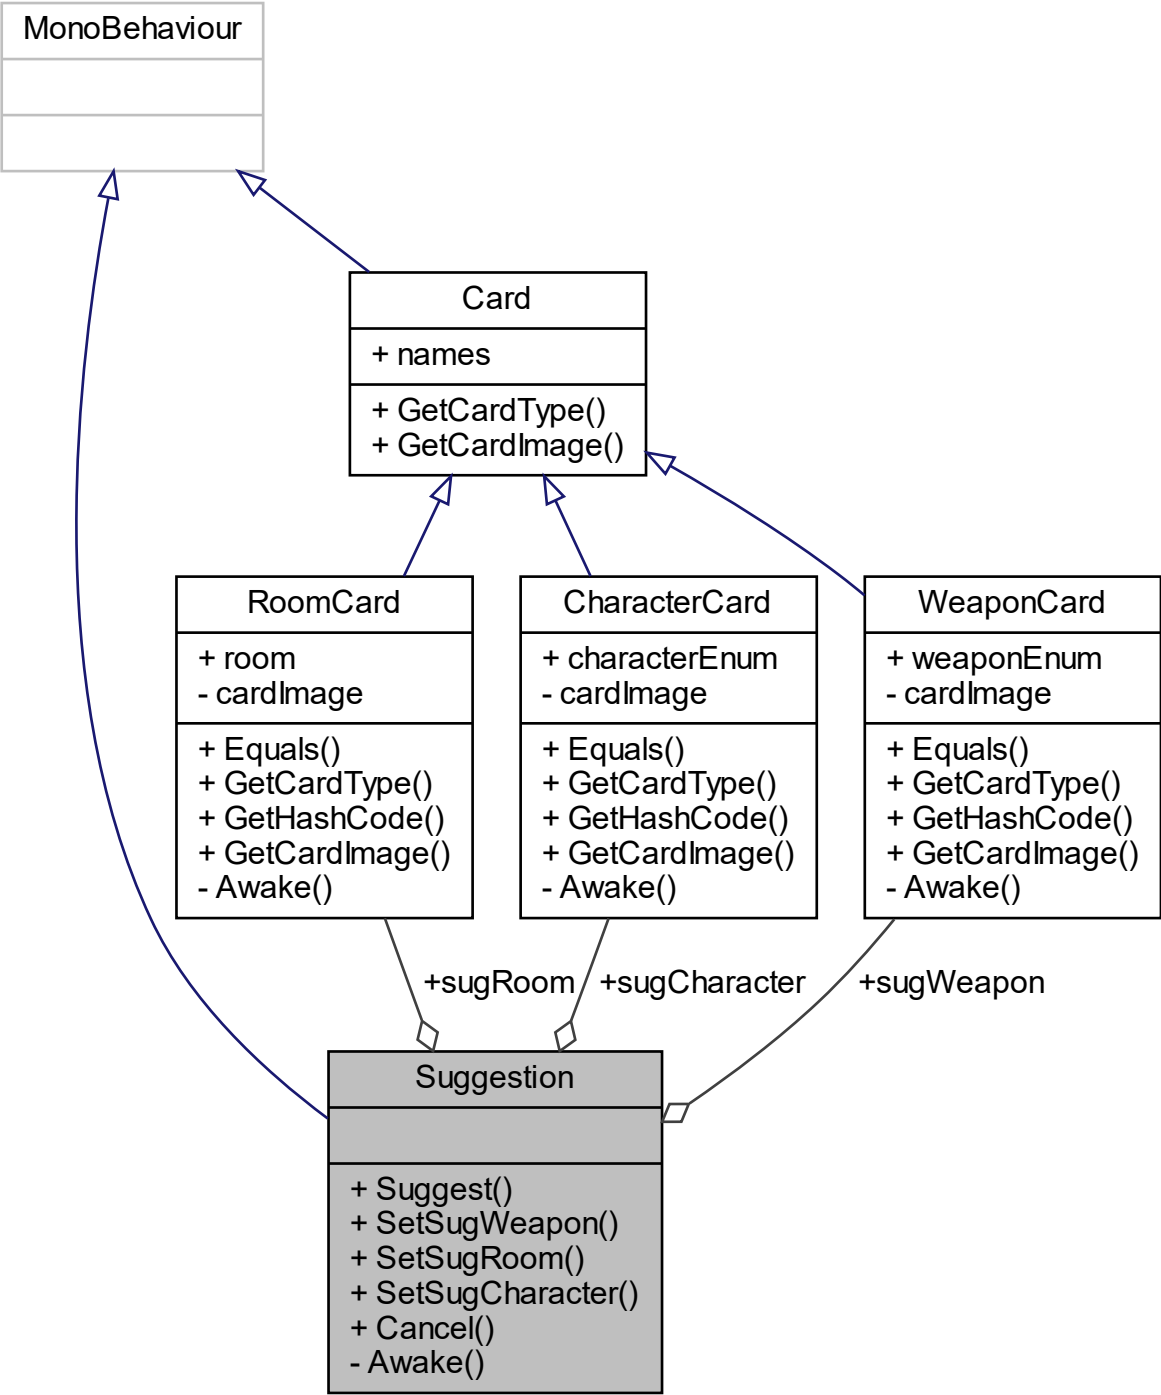 MonoBehaviour
Card
+ names
+ GetCardType()
+ GetCardImage()
RoomCard
+ room
- cardImage
+ Equals()
+ GetCardType()
+ GetHashCode()
+ GetCardImage()
- Awake()
CharacterCard
+ characterEnum
- cardImage
+ Equals()
+ GetCardType()
+ GetHashCode()
+ GetCardImage()
- Awake()
WeaponCard
+ weaponEnum
- cardImage
+ Equals()
+ GetCardType()
+ GetHashCode()
+ GetCardImage()
- Awake()
+sugRoom
+sugCharacter
+sugWeapon
Suggestion
+ Suggest()
+ SetSugWeapon()
+ SetSugRoom()
+ SetSugCharacter()
+ Cancel()
- Awake()